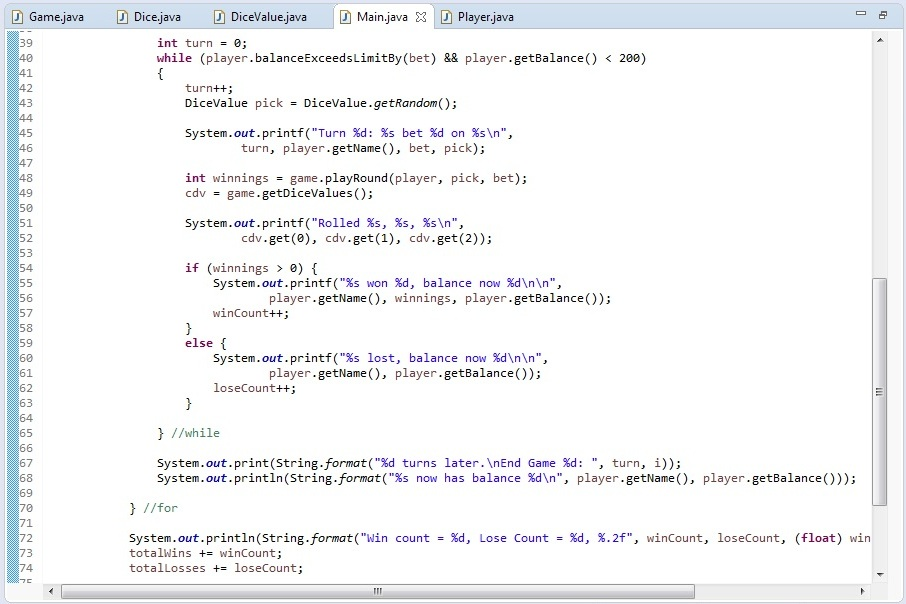 Game.java Dice.java DiceValue.java Main.java Player.java
39 int turn = 0;
40 while (player.balanceExceedsLimitBy(bet) && player.getBalance() < 200)
41 {
42 turn++;
43 DiceValue pick = DiceValue.getRandom();
44
45 System.out.printf("Turn %d: %s bet %d on %s\n",
46 turn, player.getName(), bet, pick);
47
48 int winnings = game.playRound(player, pick, bet);
49 cdv = game.getDiceValues();
50
51 System.out.printf("Rolled %s, %s, %s\n",
52 cdv.get(0), cdv.get(1), cdv.get(2));
53
54 if (winnings > 0) {
55 System.out.printf("%s won %d, balance now %d\n\n",
56 player.getName(), winnings, player.getBalance());
57 winCount++;
58 }
59 else {
60 System.out.printf("%s lost, balance now %d\n\n",
61 player.getName(), player.getBalance());
62 loseCount++;
63 }
64
65 } //while
66
67 System.out.print(String.format("%d turns later.\nEnd Game %d: ", turn, i));
68 System.out.println(String.format("%s now has balance %d\n", player.getName(), player.getBalance()));
69
70 } //for
71
72 System.out.println(String.format("Win count = %d, Lose Count = %d, %.2f", winCount, loseCount, (float) win
73 totalWins += winCount;
74 totalLosses += loseCount;